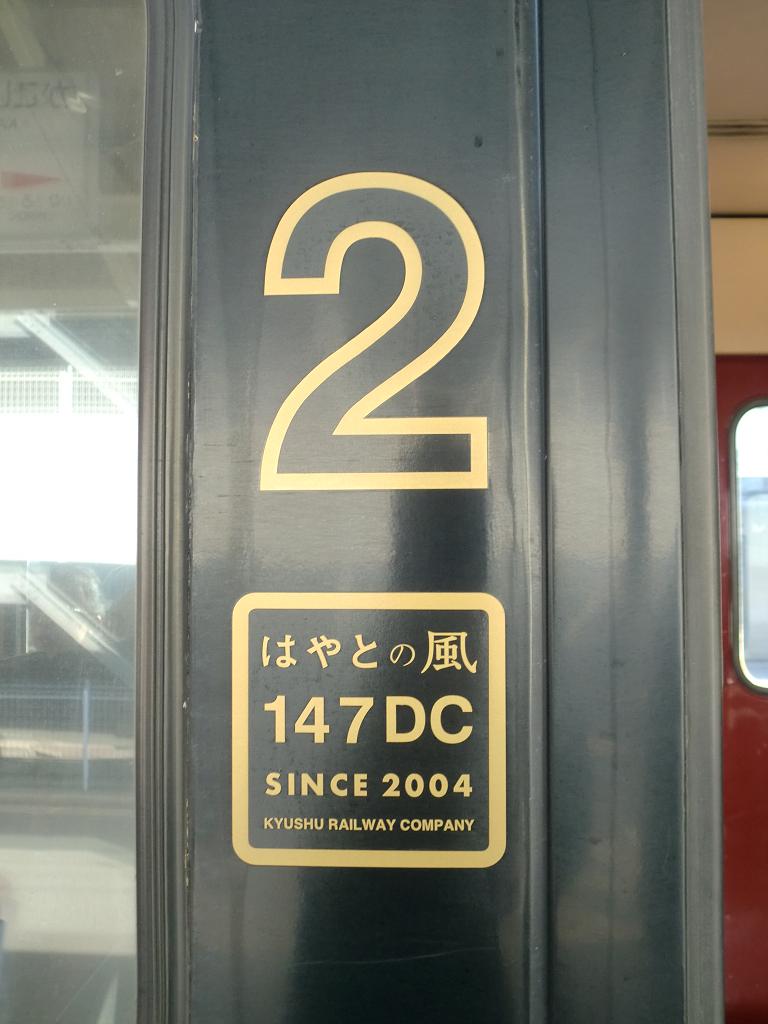 2
はやとの風
147DC
SINCE 2004
KYUSHU RAILWAY COMPANY